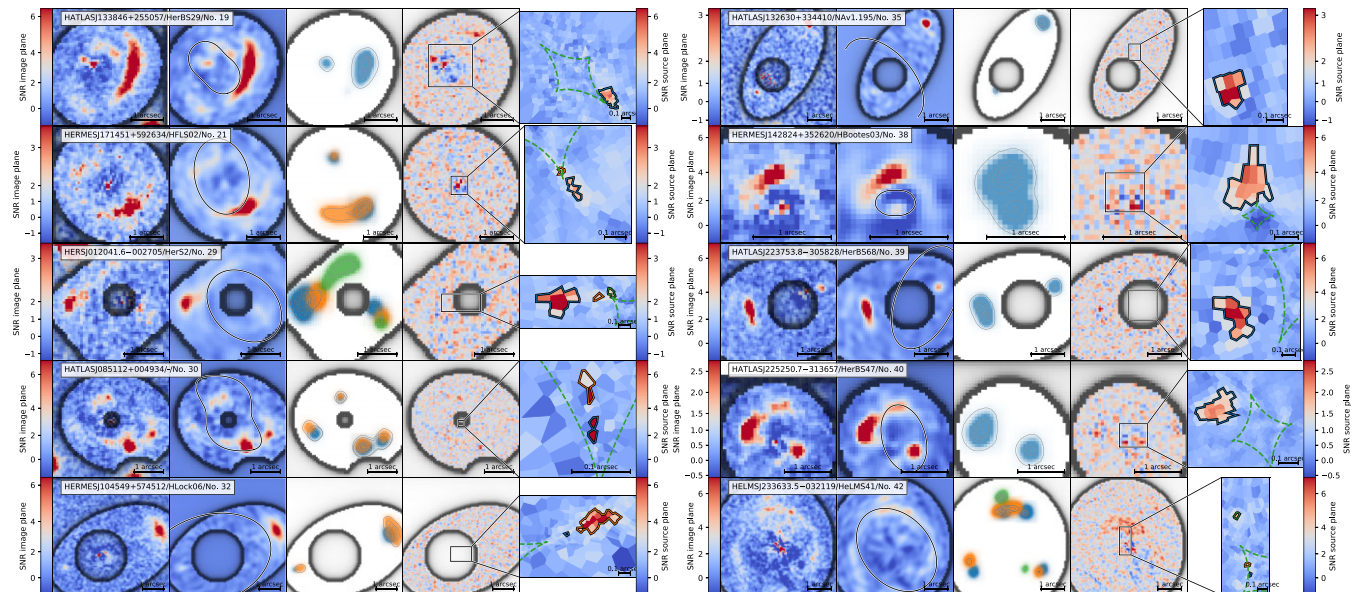 HATLASJ133846+255057/HerBS29/No. 19
HATLASJ132630+334410/NAv1.195/No. 35
HERMESJ171451+592634/HFLS02/No. 21
HERMESJ142824+352620/HBootes03/No. 38
HERSJ012041.6−002705/HerS2/No. 29
HATLASJ223753.8−305828/HerBS68/No. 39
HATLASJ085112+004934/-/No. 30
HATLASJ225250.7−313657/HerBS47/No. 40
HERMESJ104549+574512/HLock06/No. 32
HELMSJ233633.5−032119/HeLMS41/No. 42
SNR image plane
SNR source plane
1 arcsec
0.1 arcsec